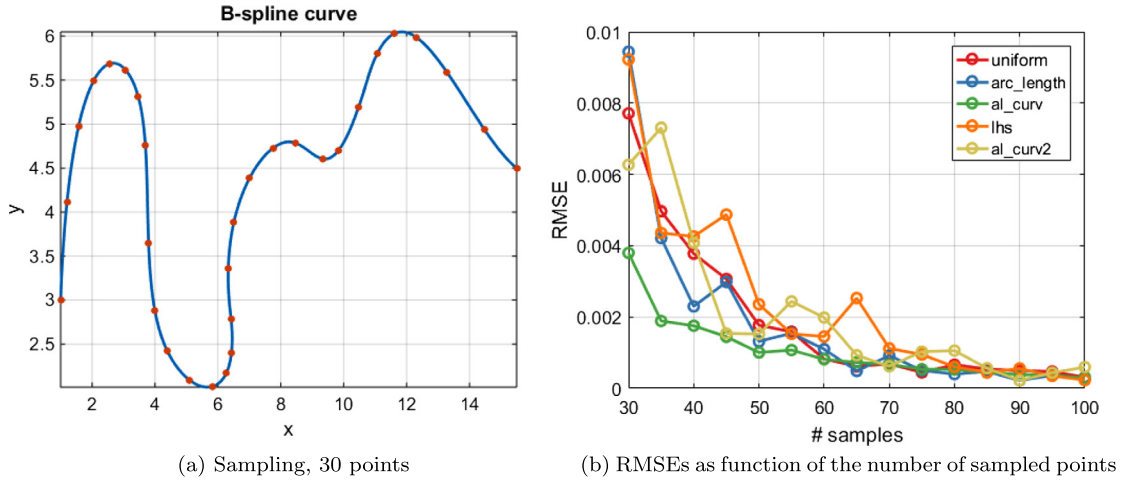 B-spline curve
6
5.5
5
4.5
4
3.5
3
2.5
y
2 4 6 8 10 12 14
x
(a) Sampling, 30 points
0.01
0.008
0.006
0.004
0.002
0
RMSE
uniform
arc_length
al_curv
lhs
al_curv2
30 40 50 60 70 80 90 100
# samples
(b) RMSEs as function of the number of sampled points